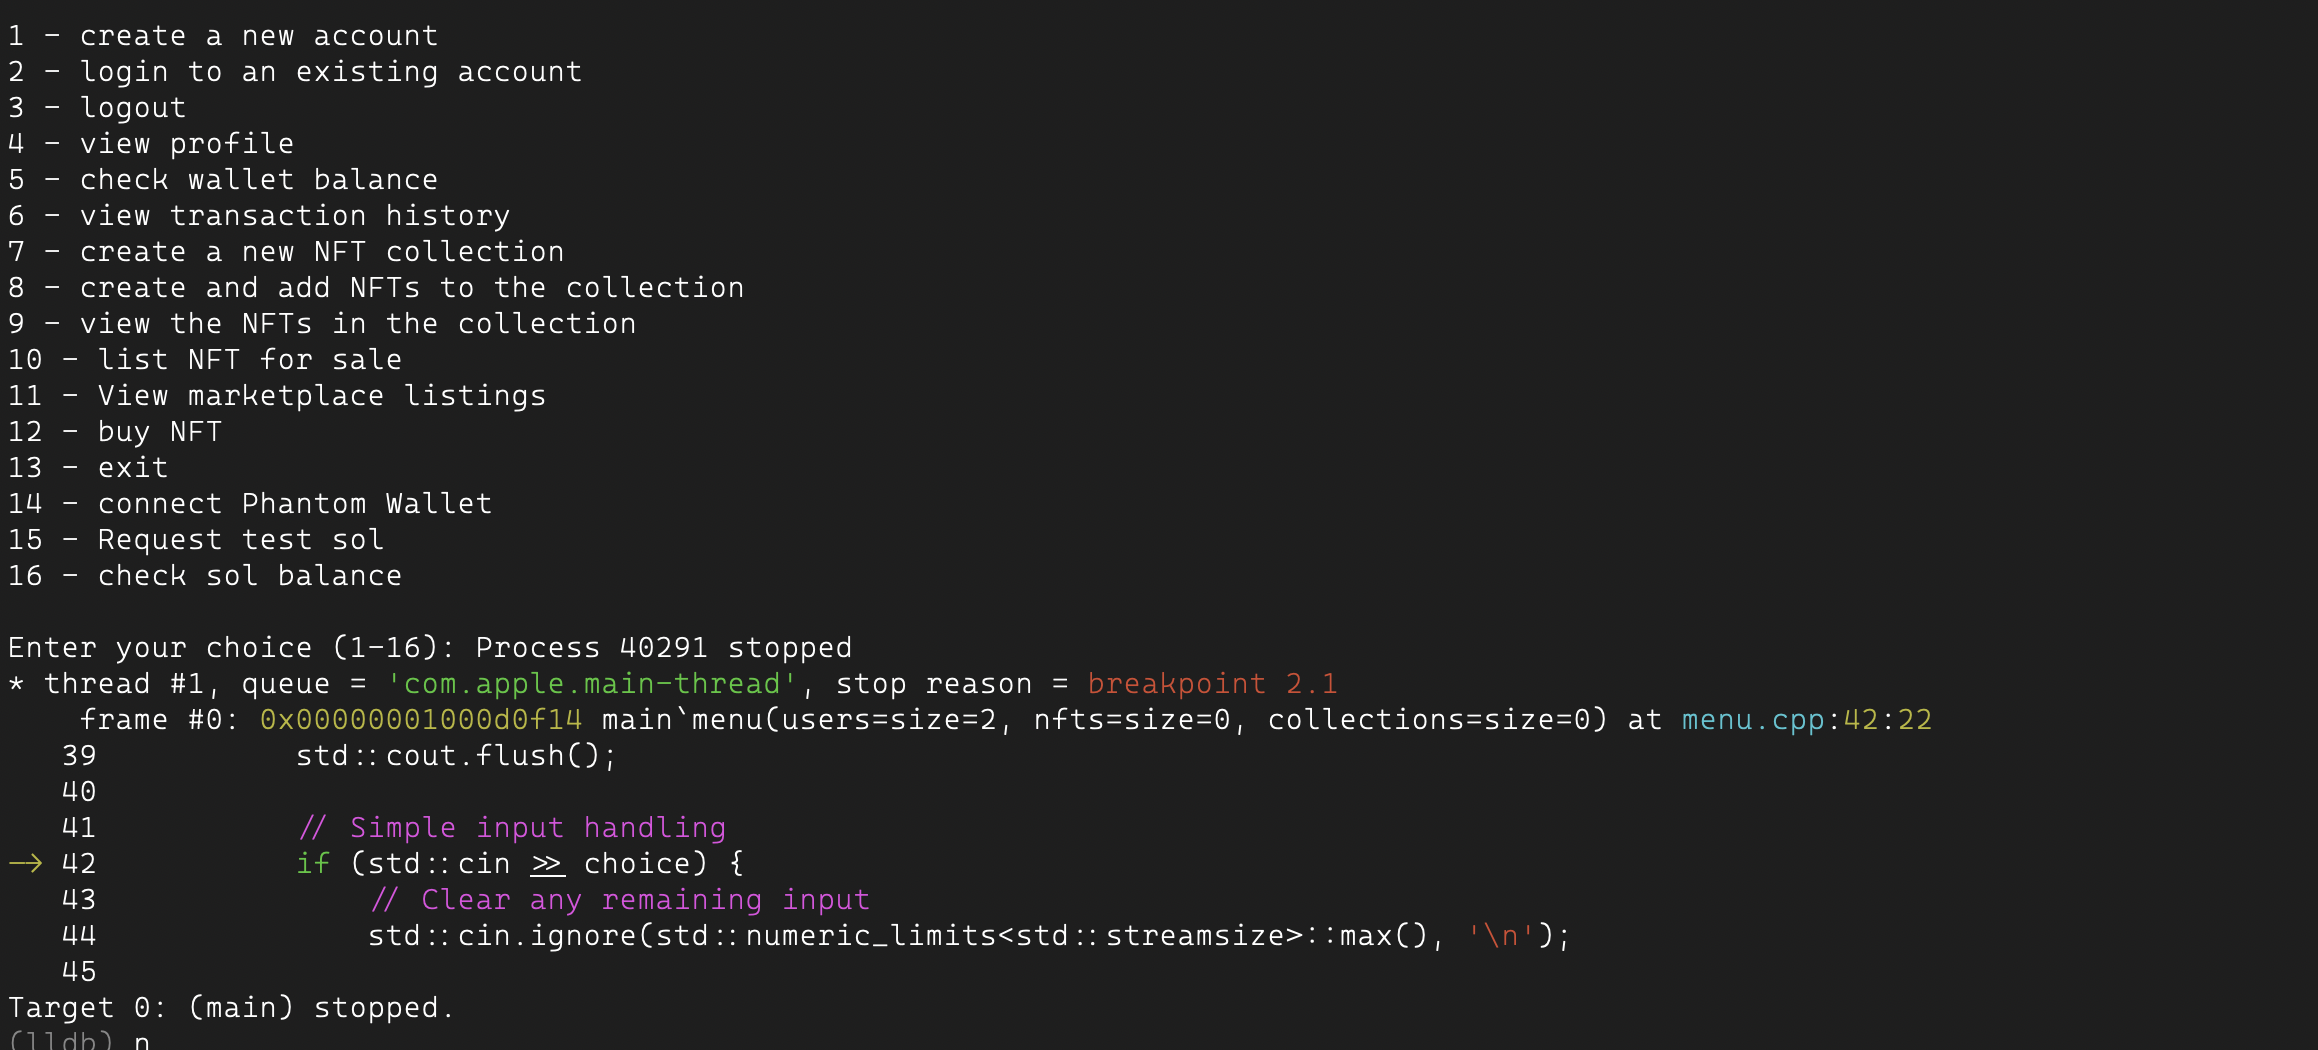 1 - create a new account
2 - login to an existing account
3 - logout
4 - view profile
5 - check wallet balance
6 - view transaction history
7 - create a new NFT collection
8 - create and add NFTs to the collection
9 - view the NFTs in the collection
10 - list NFT for sale
11 - View marketplace listings
12 - buy NFT
13 - exit
14 - connect Phantom Wallet
15 - Request test sol
16 - check sol balance
Enter your choice (1-16): Process 40291 stopped
* thread #1, queue = 'com.apple.main-thread', stop reason = breakpoint 2.1
frame #0: 0x00000001000d0f14 main`menu(users=size=2, nfts=size=0, collections=size=0) at menu.cpp:42:22
39 std::cout.flush();
40
41 // Simple input handling
-> 42 if (std::cin >> choice) {
43 // Clear any remaining input
44 std::cin.ignore(std::numeric_limits<std::streamsize>::max(), '\n');
45
Target 0: (main) stopped.
(lldb) n